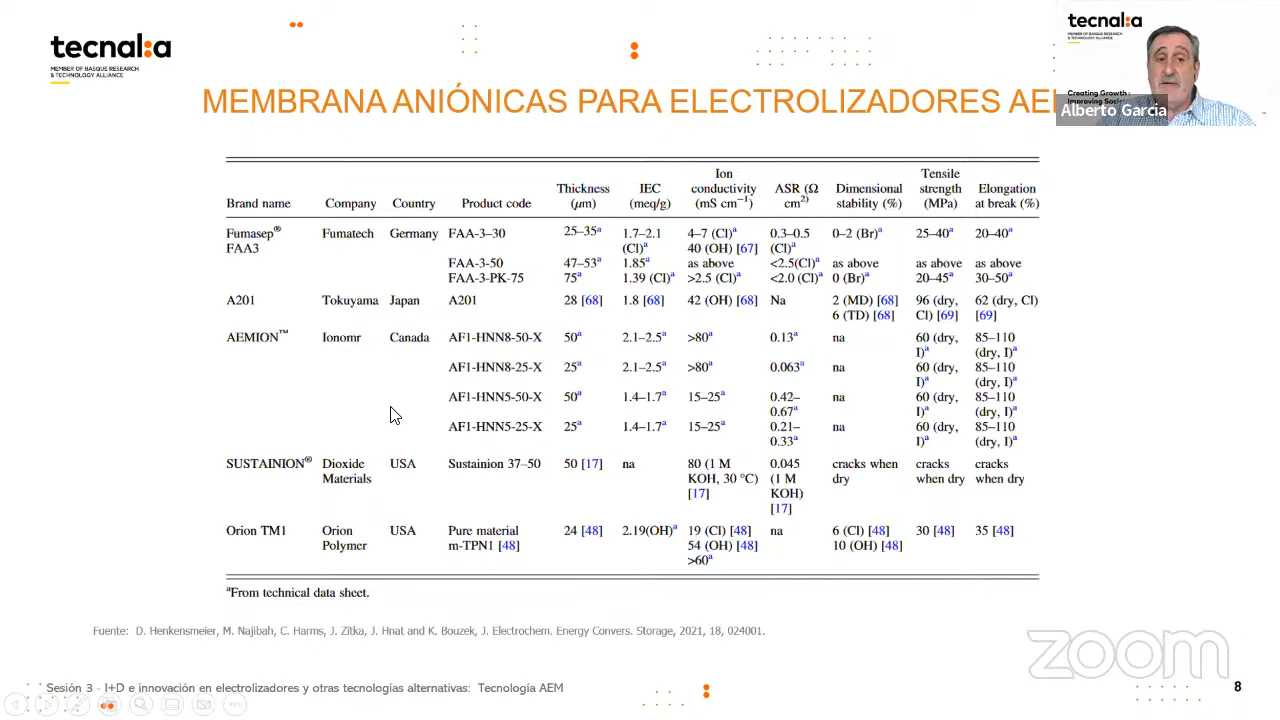 tecnal:a
MEMBER OF BASQUE RESEARCH
& TECHNOLOGY ALLIANCE
tecnal:a
MEMBER OF BASQUE RESEARCH
& TECHNOLOGY ALLIANCE
Creating Growth
Improving
Alberto García
MEMBRANA ANIÓNICAS PARA ELECTROLIZADORES
Brand name Company Country Product code Thickness (μm) IEC (meq/g) Ion conductivity (mS cm⁻¹) ASR (Ω cm²) Dimensional stability (%) Tensile strength (MPa) Elongation at break (%)
Fumasep® FAA3 Fumatech Germany FAA-3–30 25–35ᵃ 1.7–2.1 (Cl)ᵃ 4–7 (Cl)ᵃ 40 (OH) [67] 0.3–0.5 (Cl)ᵃ 0–2 (Br)ᵃ 25–40ᵃ 20–40ᵃ
FAA-3-50 47–53ᵃ 1.85ᵃ as above <2.5(Cl)ᵃ as above as above as above
FAA-3-PK-75 75ᵃ 1.39 (Cl)ᵃ >2.5 (Cl)ᵃ <2.0 (Cl)ᵃ 0 (Br)ᵃ 20–45ᵃ 30–50ᵃ
A201 Tokuyama Japan A201 28 [68] 1.8 [68] 42 (OH) [68] Na 2 (MD) [68] 6 (TD) [68] 96 (dry, Cl) [69] 62 (dry, Cl) [69]
AEMION™ Ionomr Canada AF1-HNN8-50-X 50ᵃ 2.1–2.5ᵃ >80ᵃ 0.13ᵃ na 60 (dry, I)ᵃ 85–110 (dry, I)ᵃ
AF1-HNN8-25-X 25ᵃ 2.1–2.5ᵃ >80ᵃ 0.063ᵃ na 60 (dry, I)ᵃ 85–110 (dry, I)ᵃ
AF1-HNN5-50-X 50ᵃ 1.4–1.7ᵃ 15–25ᵃ 0.42–0.67ᵃ na 60 (dry, I)ᵃ 85–110 (dry, I)ᵃ
AF1-HNN5-25-X 25ᵃ 1.4–1.7ᵃ 15–25ᵃ 0.21–0.33ᵃ na 60 (dry, I)ᵃ 85–110 (dry, I)ᵃ
SUSTAINION® Dioxide Materials USA Sustainion 37–50 50 [17] na 80 (1 M KOH, 30 °C) [17] 0.045 (1 M KOH) [17] cracks when dry cracks when dry cracks when dry
Orion TM1 Orion Polymer USA Pure material m-TPN1 [48] 24 [48] 2.19(OH)ᵃ 19 (Cl) [48] 54 (OH) [48] >60ᵃ na 6 (Cl) [48] 10 (OH) [48] 30 [48] 35 [48]
ᵃFrom technical data sheet.
Fuente: D. Henkensmeier, M. Najibah, C. Harms, J. Zitka, J. Hnat and K. Bouzek, J. Electrochem. Energy Convers. Storage, 2021, 18, 024001.
zoom
Sesión 3 - I+D e innovación en electrolizadores y otras tecnologías alternativas: Tecnología AEM
8